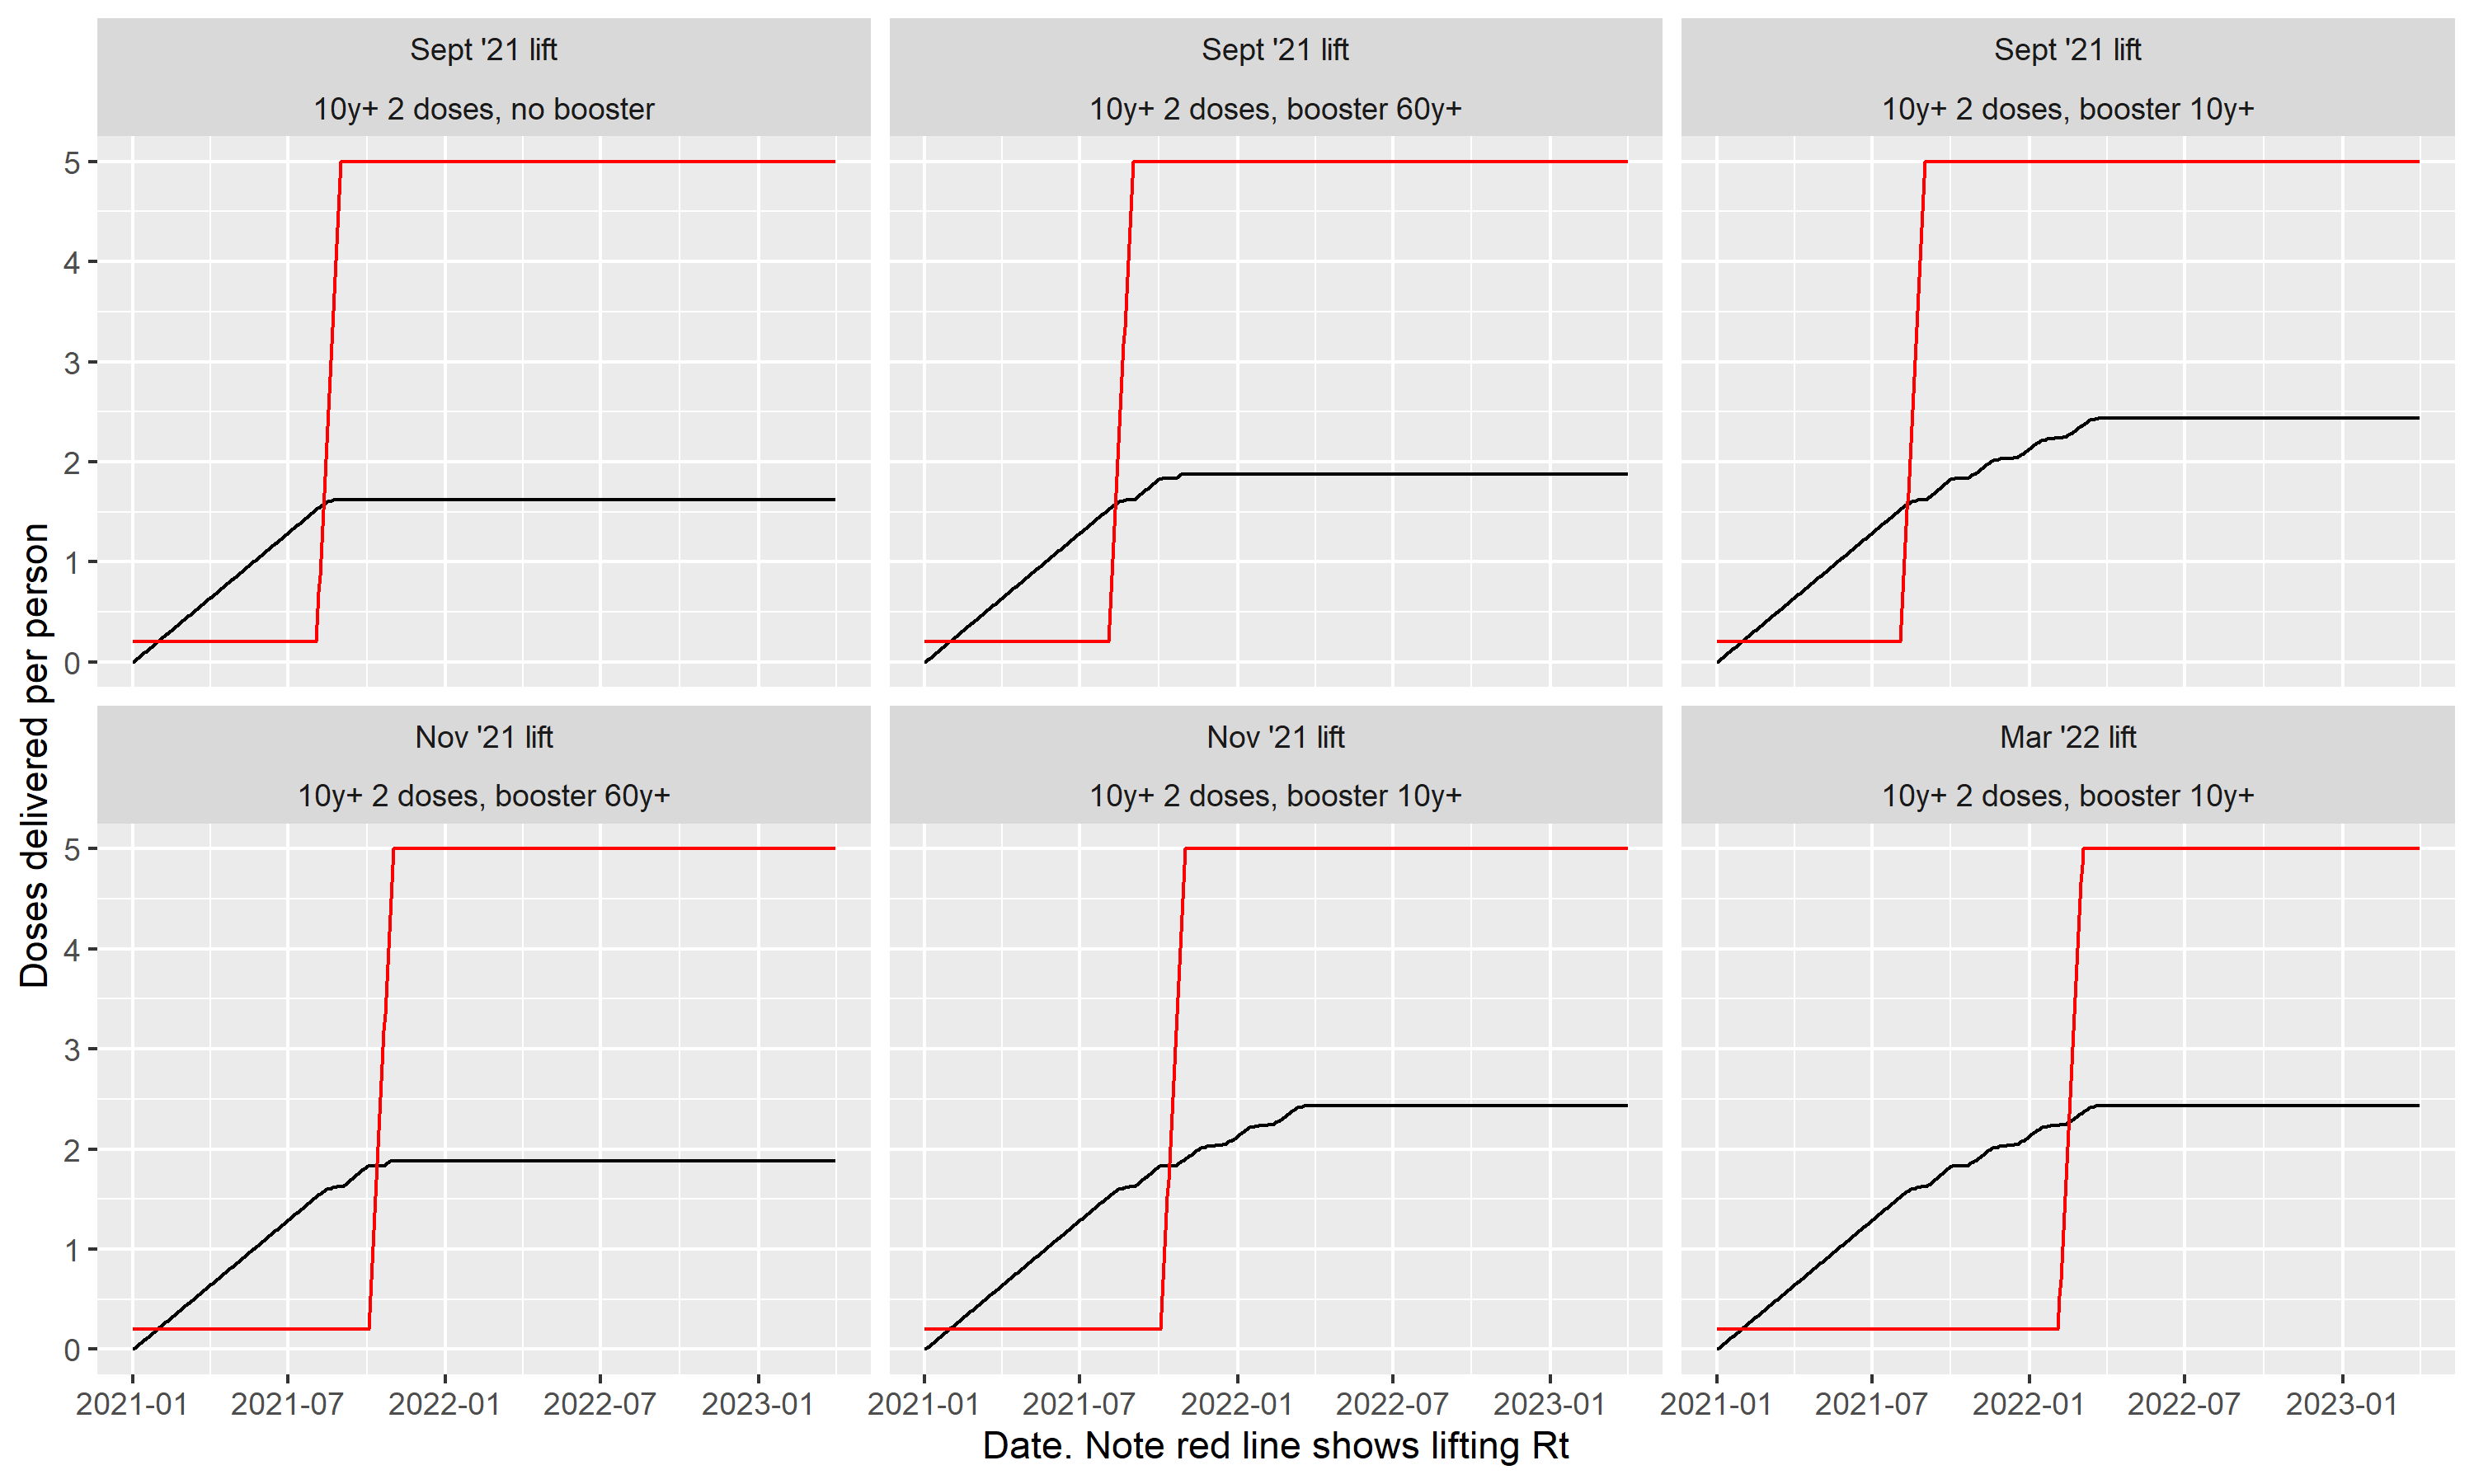 Sept '21 lift
10y+ 2 doses, no booster
Sept '21 lift
10y+ 2 doses, booster 60y+
Sept '21 lift
10y+ 2 doses, booster 10y+
5
4
3
2
1
0
Doses delivered per person
Nov '21 lift
10y+ 2 doses, booster 60y+
Nov '21 lift
10y+ 2 doses, booster 10y+
Mar '22 lift
10y+ 2 doses, booster 10y+
5
4
3
2
1
0
2021-01 2021-07 2022-01 2022-07 2023-01
2021-01 2021-07 2022-01 2022-07 2023-01
2021-01 2021-07 2022-01 2022-07 2023-01
Date. Note red line shows lifting Rt